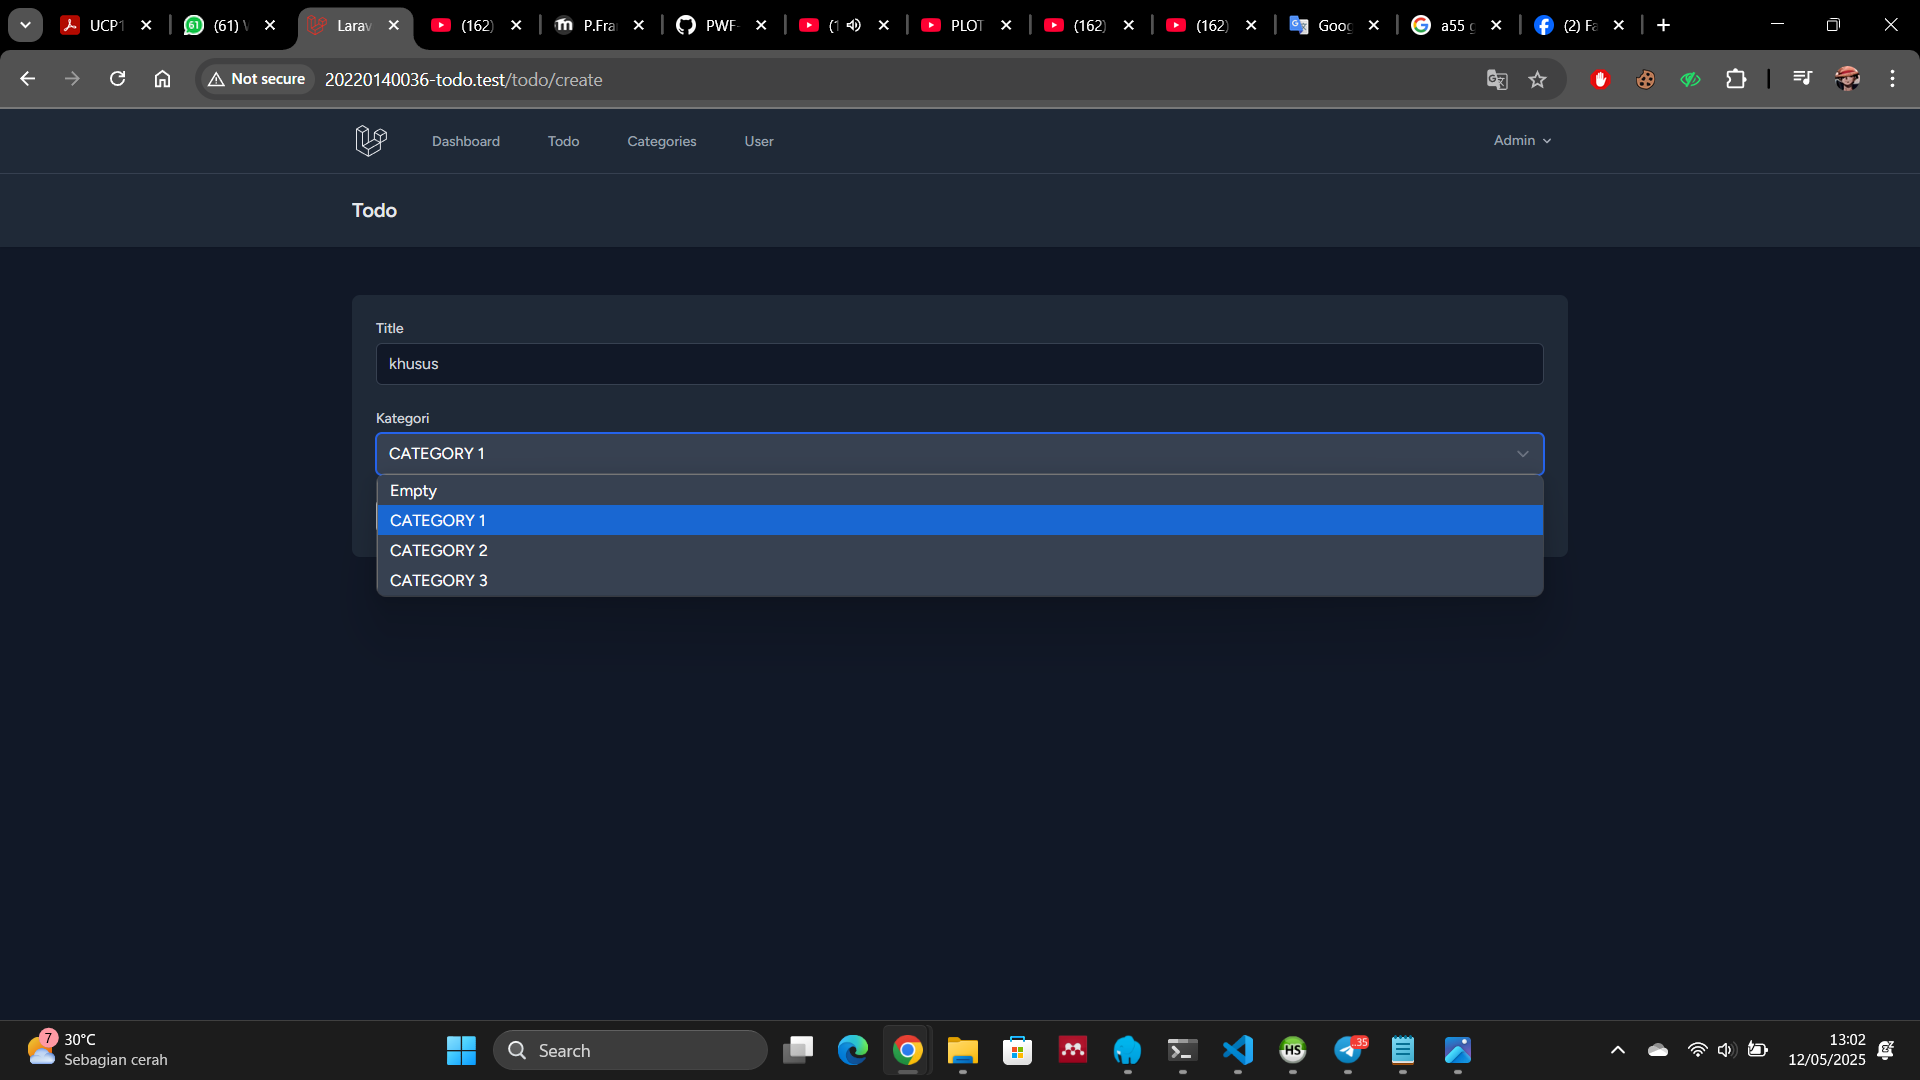 UCP1
(61) W
Larav
(162)
P.Fra
PWF-
PLOT
(162)
(162)
Goog
a55 g
(2) Fa
Not secure
20220140036-todo.test/todo/create
Dashboard
Todo
Categories
User
Admin
Todo
Title
khusus
Kategori
CATEGORY 1
Empty
CATEGORY 1
CATEGORY 2
CATEGORY 3
7
30°C
Sebagian cerah
Search
HS
.35
13:02
12/05/2025